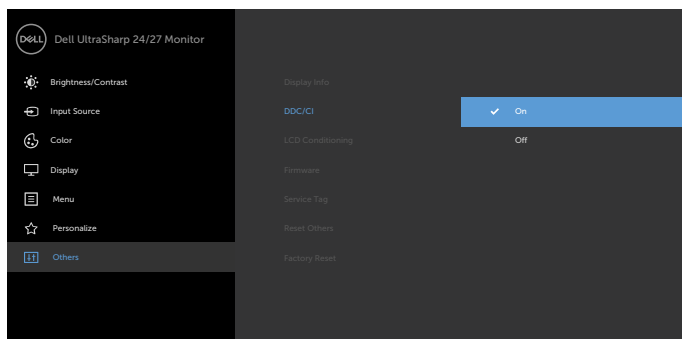 DELL Dell UltraSharp 24/27 Monitor
Brightness/Contrast Display Info
Input Source DDC/CI On
Color LCD Conditioning Off
Display Firmware
Menu Service Tag
Personalize Reset Others
Others Factory Reset